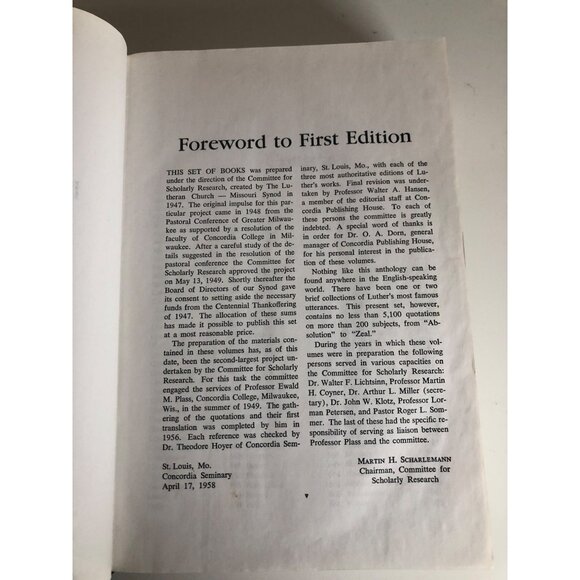 Foreword to First Edition
THIS SET OF BOOKS was prepared
under the direction of the Committee for
Scholarly Research, created by The Lu-
theran Church — Missouri Synod in
1947. The original impulse for this par-
ticular project came in 1948 from the
Pastoral Conference of Greater Milwau-
kee as supported by a resolution of the
faculty of Concordia College in Mil-
waukee. After a careful study of the de-
tails suggested in the resolution of the
pastoral conference the Committee for
Scholarly Research approved the project
on May 13, 1949. Shortly thereafter the
Board of Directors of our Synod gave
its consent to setting aside the necessary
funds from the Centennial Thankoffering
of 1947. The allocation of these sums
has made it possible to publish this set
at a most reasonable price.
The preparation of the materials con-
tained in these volumes has, as of this
date, been the second-largest project un-
dertaken by the Committee for Scholarly
Research. For this task the committee
engaged the services of Professor Ewald
M. Plass, Concordia College, Milwaukee,
Wis., in the summer of 1949. The gath-
ering of the quotations and their first
translation was completed by him in
1956. Each reference was checked by
Dr. Theodore Hoyer of Concordia Sem-
inary, St. Louis, Mo., with each of the
three most authoritative editions of Lu-
ther's works. Final revision was under-
taken by Professor Walter A. Hansen,
a member of the editorial staff at Con-
cordia Publishing House. To each of
these persons the committee is greatly
indebted. A special word of thanks is
in order for Dr. O. A. Dorn, general
manager of Concordia Publishing House,
for his personal interest in the publica-
tion of these volumes.
Nothing like this anthology can be
found anywhere in the English-speaking
world. There have been one or two
brief collections of Luther's most famous
utterances. This present set, however,
contains no less than 5,100 quotations
on more than 200 subjects, from "Ab-
solution" to "Zeal."
During the years in which these vol-
umes were in preparation the following
persons served in various capacities on
the Committee for Scholarly Research:
Dr. Walter F. Lichtsinn, Professor Martin
H. Coyner, Dr. Arthur L. Miller (secre-
tary), Dr. John W. Klotz, Professor Lor-
man Petersen, and Pastor Roger L. Som-
mer. The last of these had the specific re-
sponsibility of serving as liaison between
Professor Plass and the committee.
St. Louis, Mo.
Concordia Seminary
April 17, 1958
MARTIN H. SCHARLEMANN
Chairman, Committee for
Scholarly Research